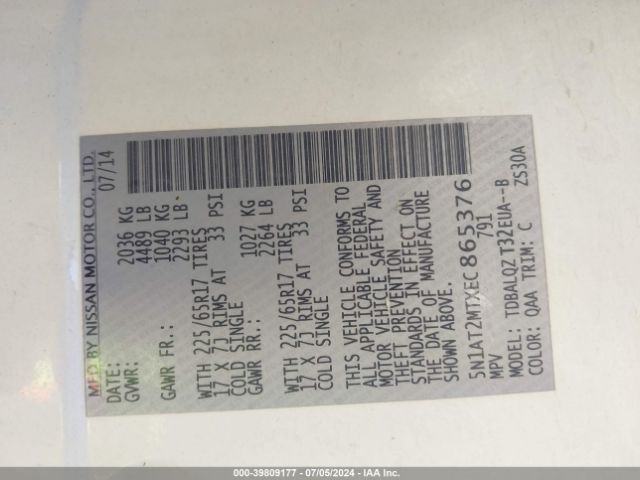 MFD BY NISSAN MOTOR CO., LTD.
DATE: 07/14
GVWR: 2036 KG
4489 LB
GAWR FR.: 1040 KG
2293 LB
WITH 225/65R17 TIRES
17 X 7J RIMS AT 33 PSI
COLD SINGLE
GAWR RR.: 1027 KG
2264 LB
WITH 225/65R17 TIRES
17 X 7J RIMS AT 33 PSI
COLD SINGLE
THIS VEHICLE CONFORMS TO
ALL APPLICABLE FEDERAL
MOTOR VEHICLE SAFETY AND
THEFT PREVENTION
STANDARDS IN EFFECT ON
THE DATE OF MANUFACTURE
SHOWN ABOVE.
5N1AT2MTXEC865376
MPV 791
MODEL: TDBALQZ T32EUA--B
COLOR: QAA TRIM: C ZS30A
000-39809177 - 07/05/2024 - IAA Inc.